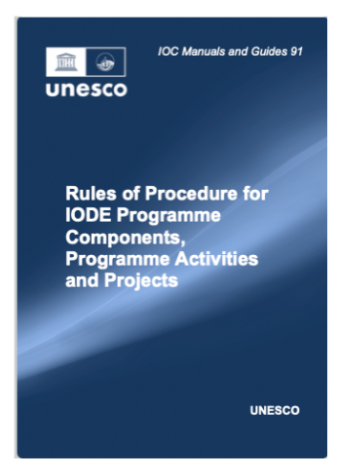 IOC Manuals and Guides 91
unesco
Rules of Procedure for
IODE Programme
Components,
Programme Activities
and Projects
UNESCO